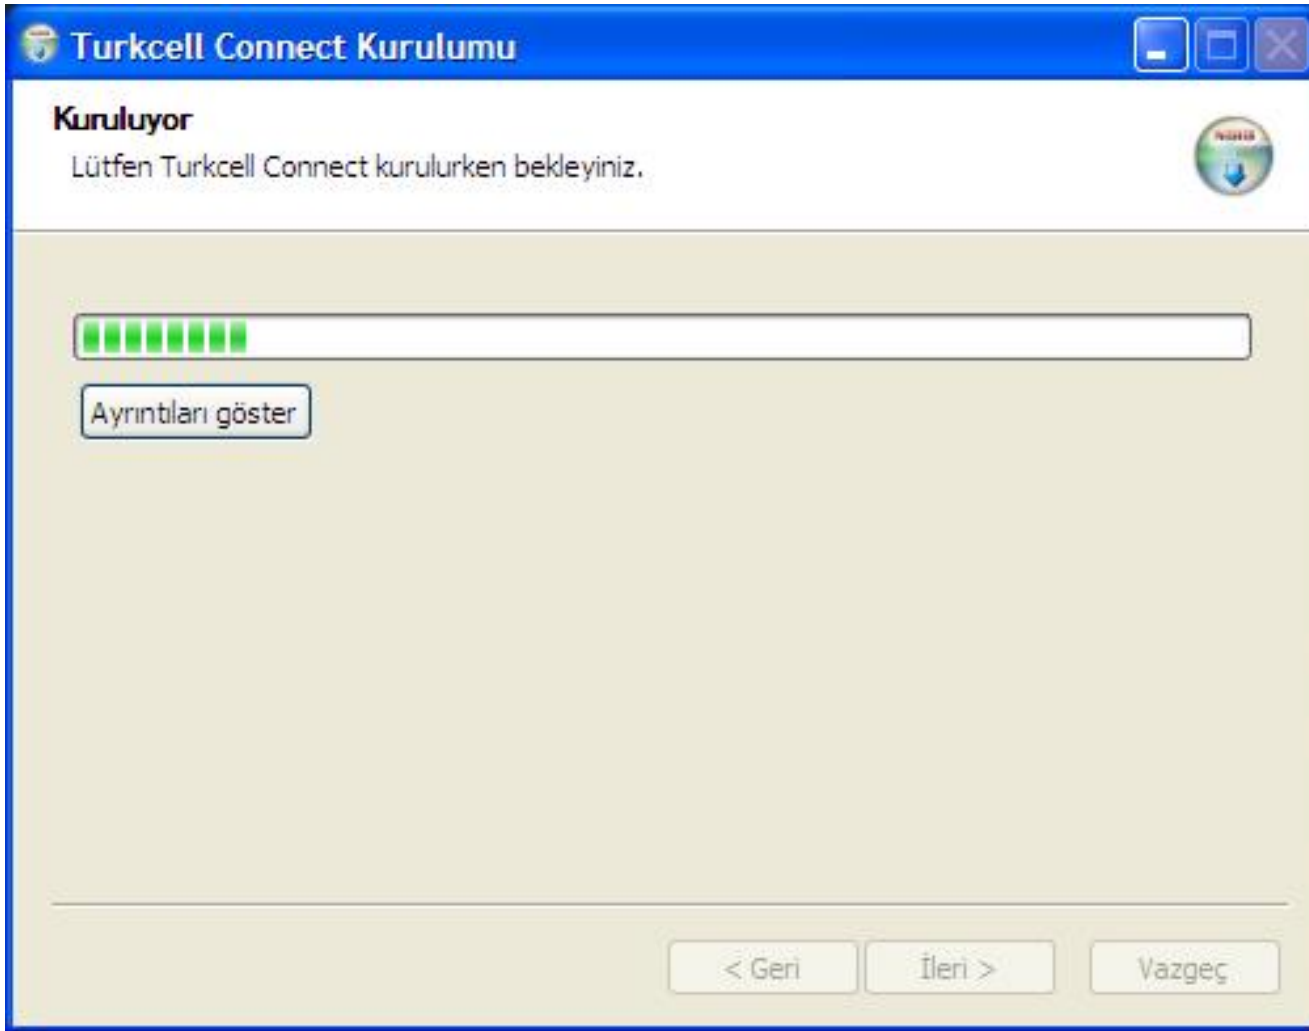 Turkcell Connect Kurulumu
Kuruluyor
Lütfen Turkcell Connect kurulurken bekleyiniz.
Ayrıntıları göster
< Geri
İleri >
Vazgeç